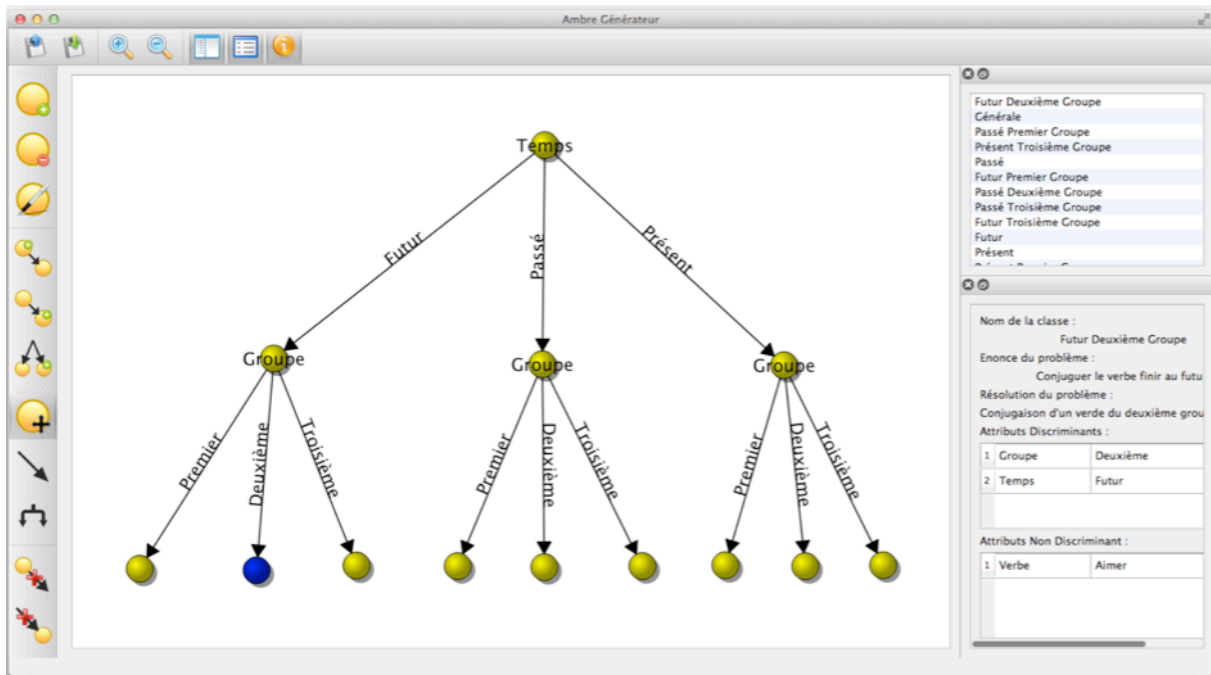 Ambre Générateur
Temps
Futur
Passé
Présent
Groupe
Groupe
Groupe
Premier
Deuxième
Troisième
Premier
Deuxième
Troisième
Premier
Deuxième
Troisième
Futur Deuxième Groupe
Générale
Passé Premier Groupe
Présent Troisième Groupe
Passé
Futur Premier Groupe
Passé Deuxième Groupe
Passé Troisième Groupe
Futur Troisième Groupe
Futur
Présent
Nom de la classe :
Futur Deuxième Groupe
Enonce du problème :
Conjuguer le verbe finir au futu
Résolution du problème :
Conjugaison d'un verde du deuxième grou
Attributs Discriminants :
1 Groupe Deuxième
2 Temps Futur
Attributs Non Discriminant :
1 Verbe Aimer